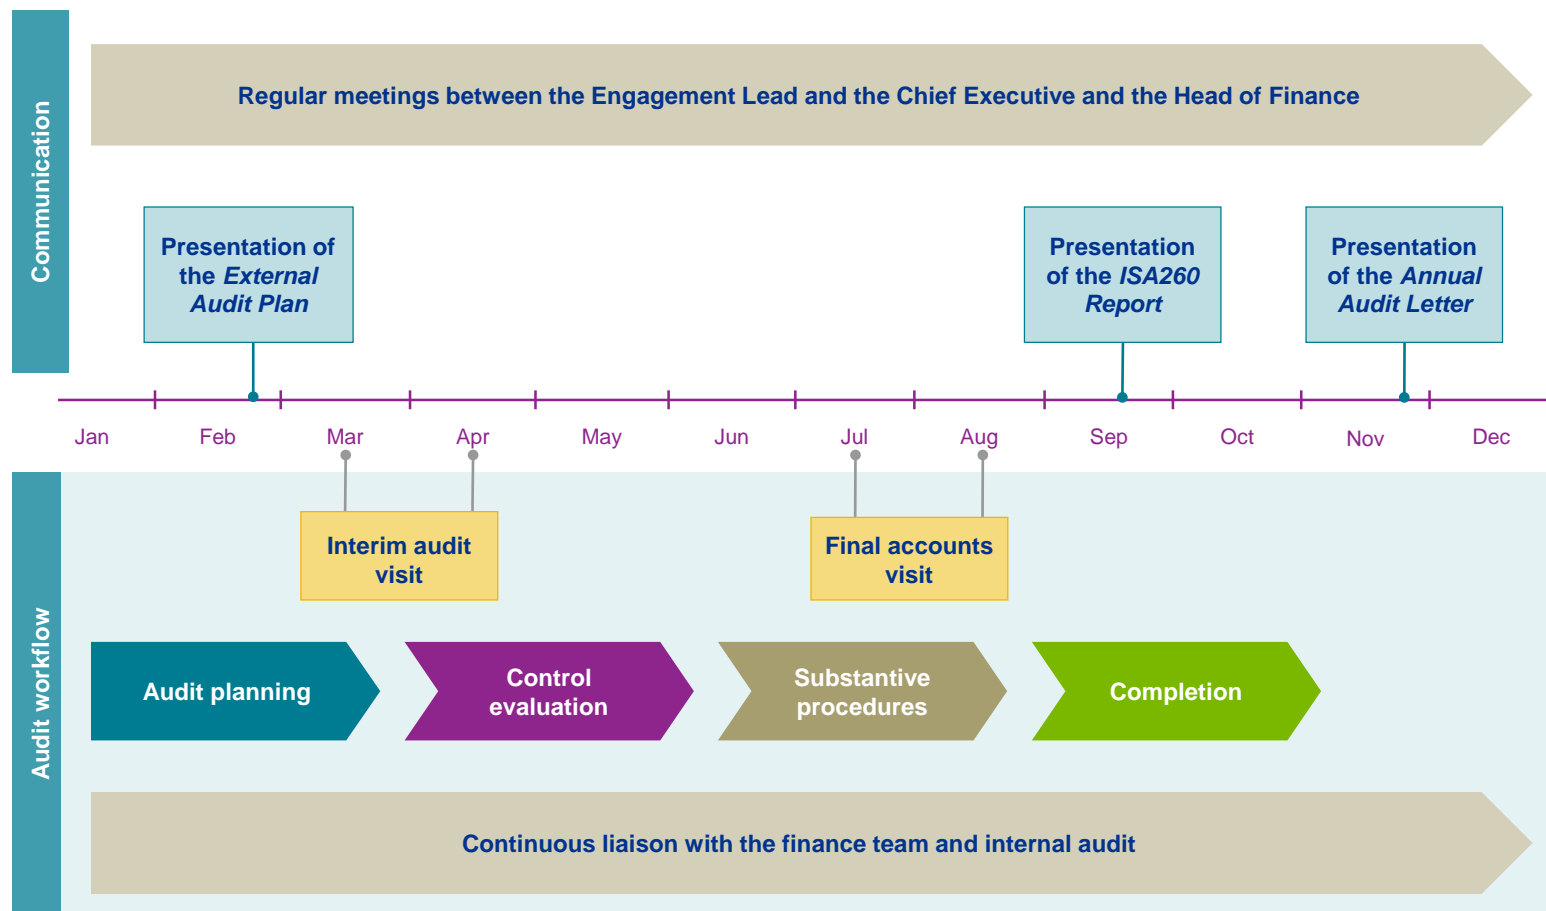 Communication
Regular meetings between the Engagement Lead and the Chief Executive and the Head of Finance
Presentation of
the External
Audit Plan
Presentation
of the ISA260
Report
Presentation
of the Annual
Audit Letter
Jan Feb Mar Apr May Jun Jul Aug Sep Oct Nov Dec
Audit workflow
Interim audit
visit
Final accounts
visit
Audit planning
Control
evaluation
Substantive
procedures
Completion
Continuous liaison with the finance team and internal audit